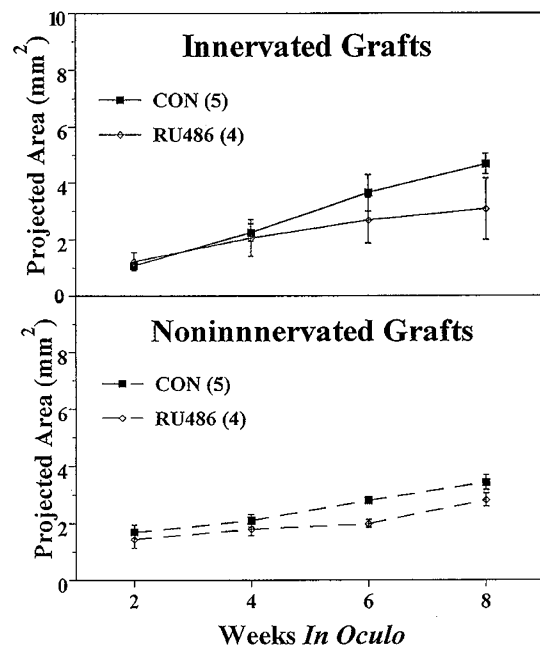 Innervated Grafts
CON (5)
RU486 (4)
Projected Area (mm²)
10
8
6
4
2
0
Noninnnervated Grafts
CON (5)
RU486 (4)
Projected Area (mm²)
8
6
4
2
0
2 4 6 8
Weeks In Oculo